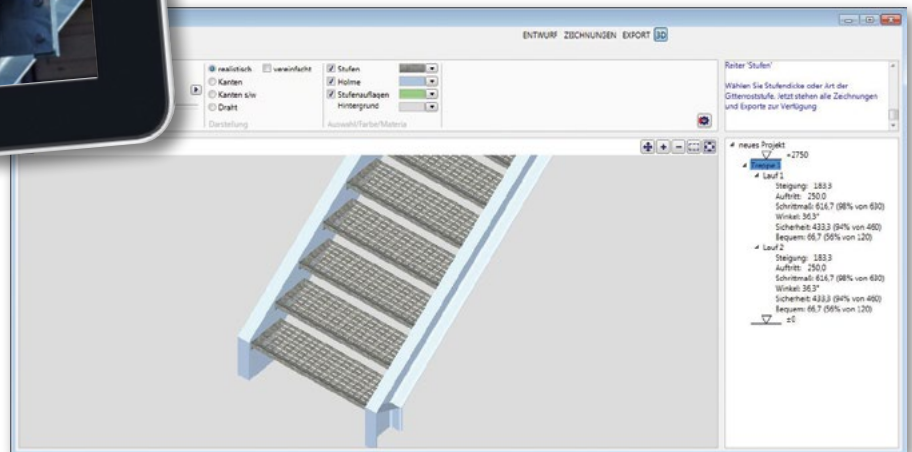 ENTWURF ZEICHNUNGEN EXPORT 3D
realistisch vereinfacht
Kanten
Kanten s/w
Draht
Darstellung
Stufen
Holme
Stufenauflagen
Hintergrund
Auswahl/Farbe/Materia
Reiter 'Stufen'
Wählen Sie Stufendicke oder Art der
Gitterroststufe. Jetzt stehen alle Zeichnungen
und Exporte zur Verfügung
neues Projekt
+2750
Treppe 1
Lauf 1
Steigung: 183,3
Auftritt: 250,0
Schrittmaß: 616,7 (98% von 630)
Winkel: 36,3°
Sicherheit: 433,3 (94% von 460)
Bequem: 66,7 (56% von 120)
Lauf 2
Steigung: 183,3
Auftritt: 250,0
Schrittmaß: 616,7 (98% von 630)
Winkel: 36,3°
Sicherheit: 433,3 (94% von 460)
Bequem: 66,7 (56% von 120)
±0